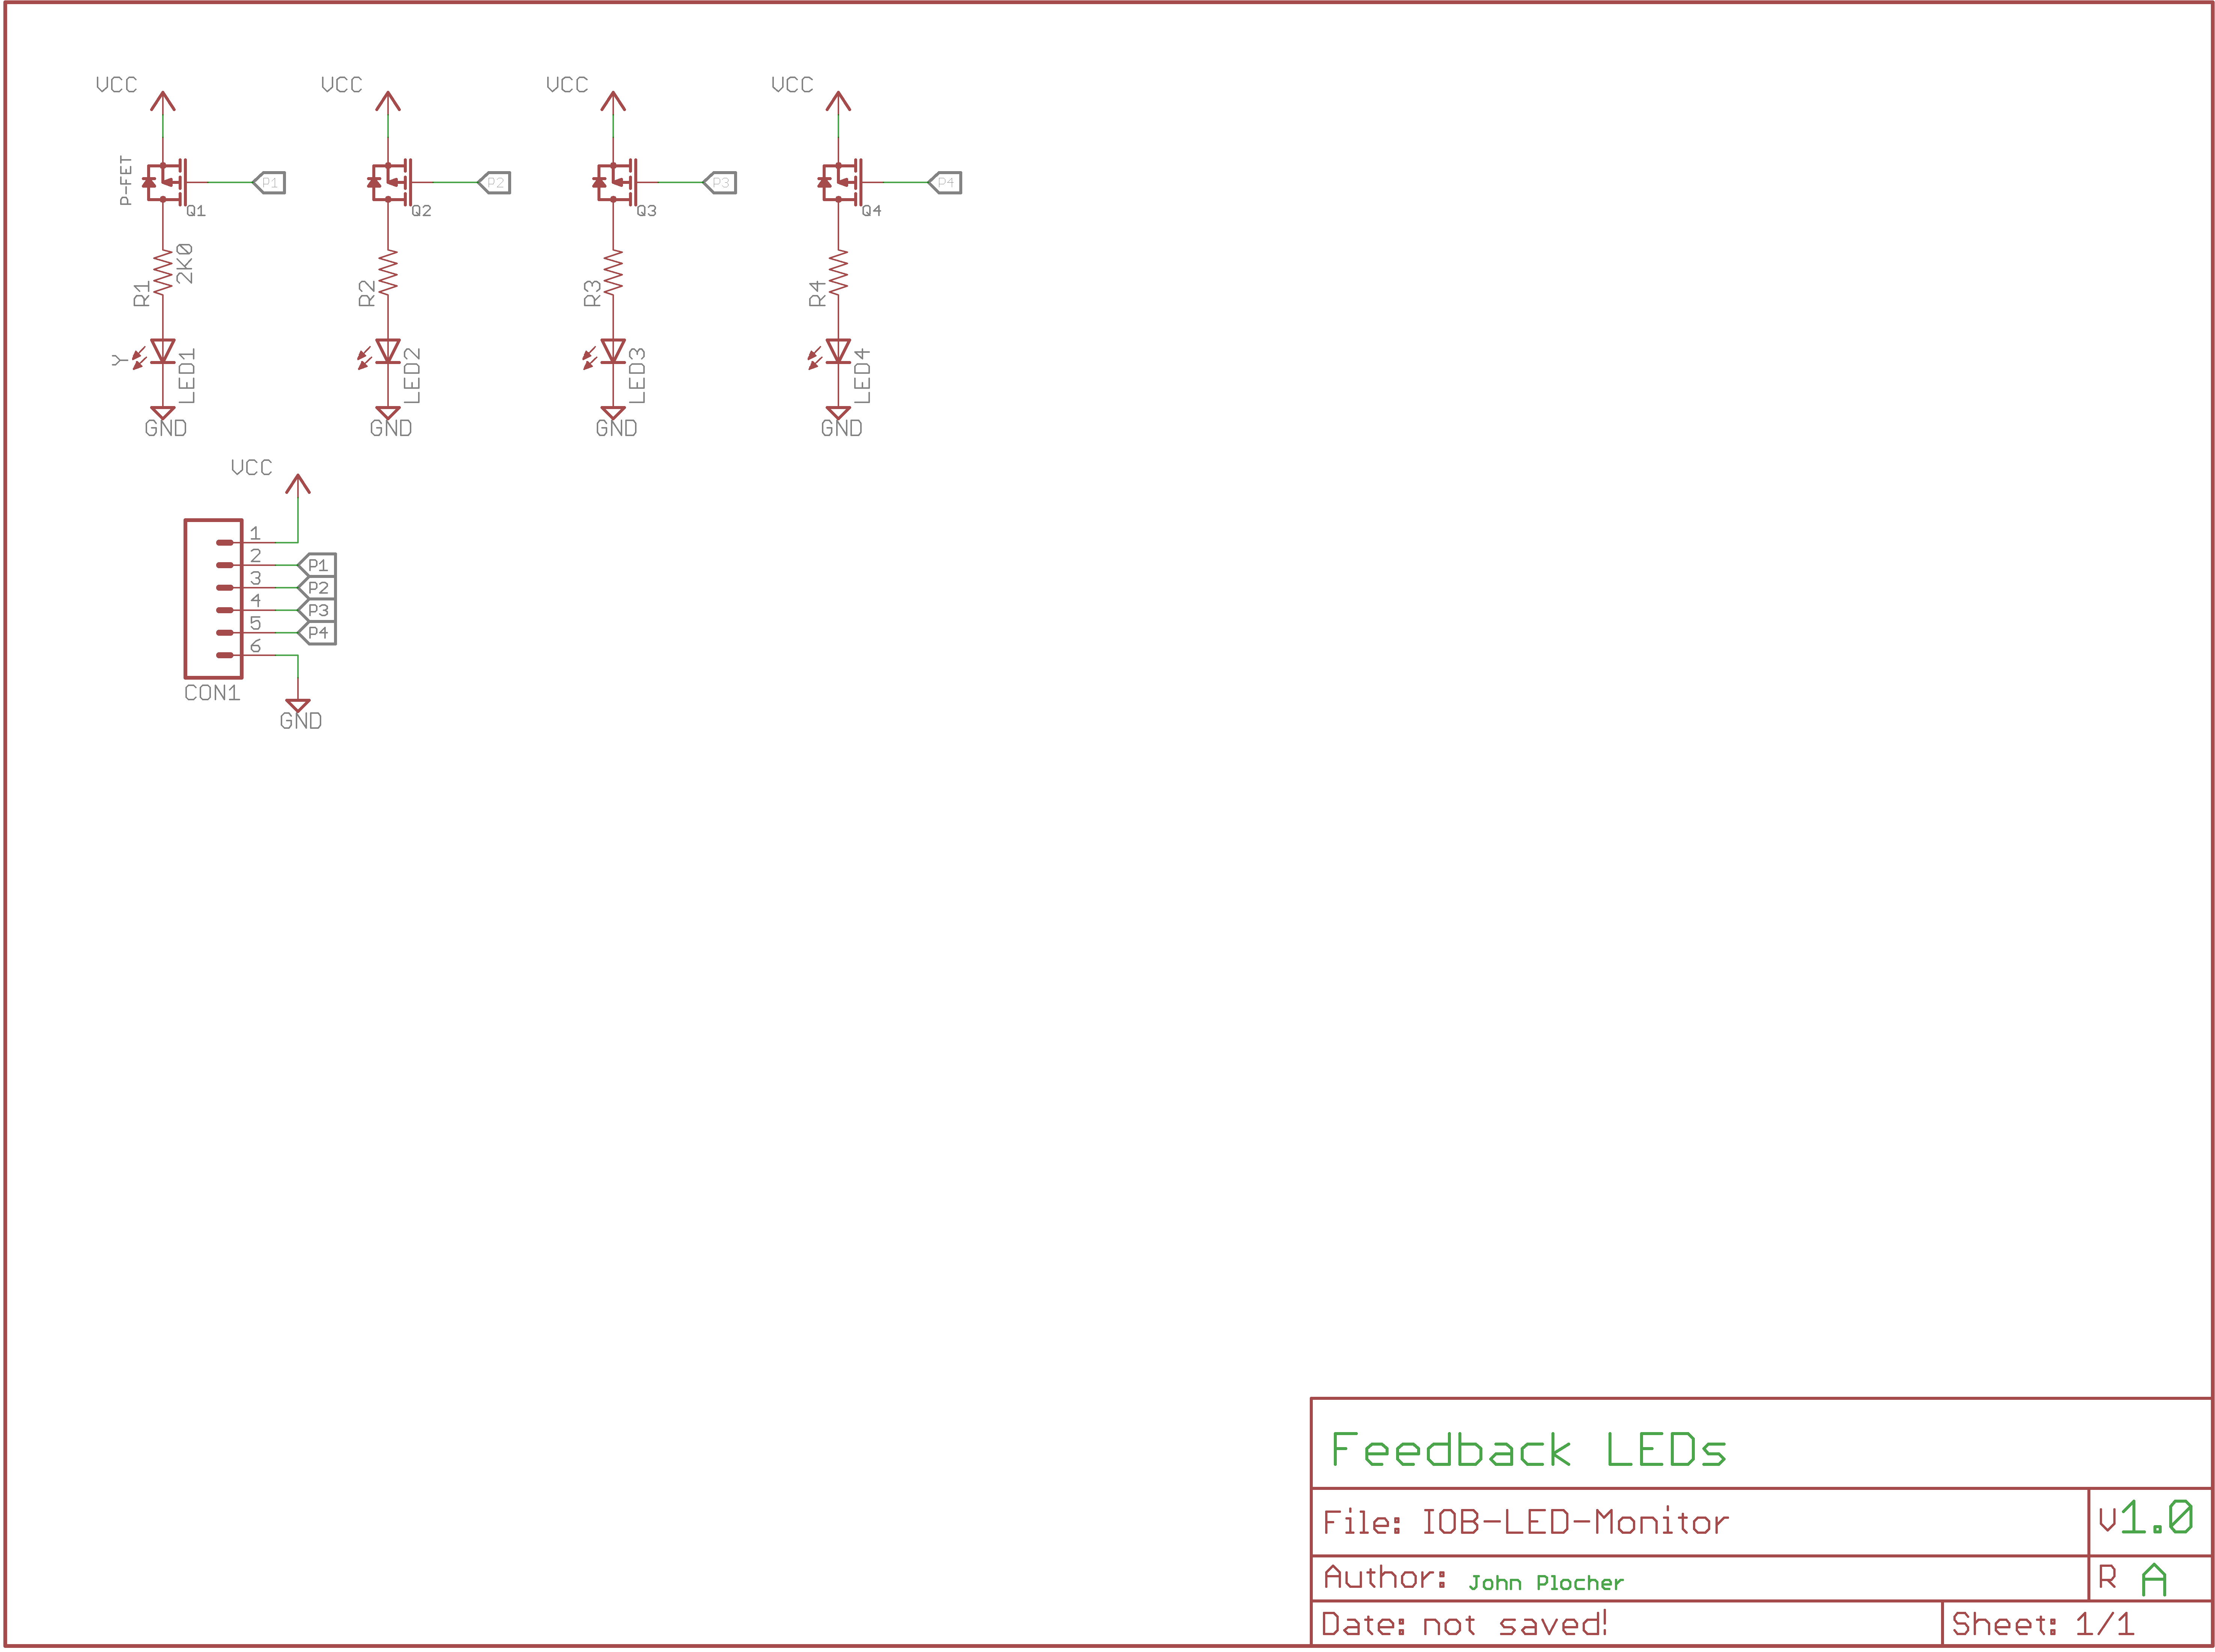 VCC VCC VCC VCC
P-FET Q1 P1 Q2 P2 Q3 P3 Q4 P4
R1 2K0 R2 R3 R4
Y LED1 LED2 LED3 LED4
GND GND GND GND
VCC
1
2 P1
3 P2
4 P3
5 P4
6
CON1
GND
Feedback LEDs
File: IOB-LED-Monitor V 1.0
Author: John Plocher R A
Date: not saved! Sheet: 1/1